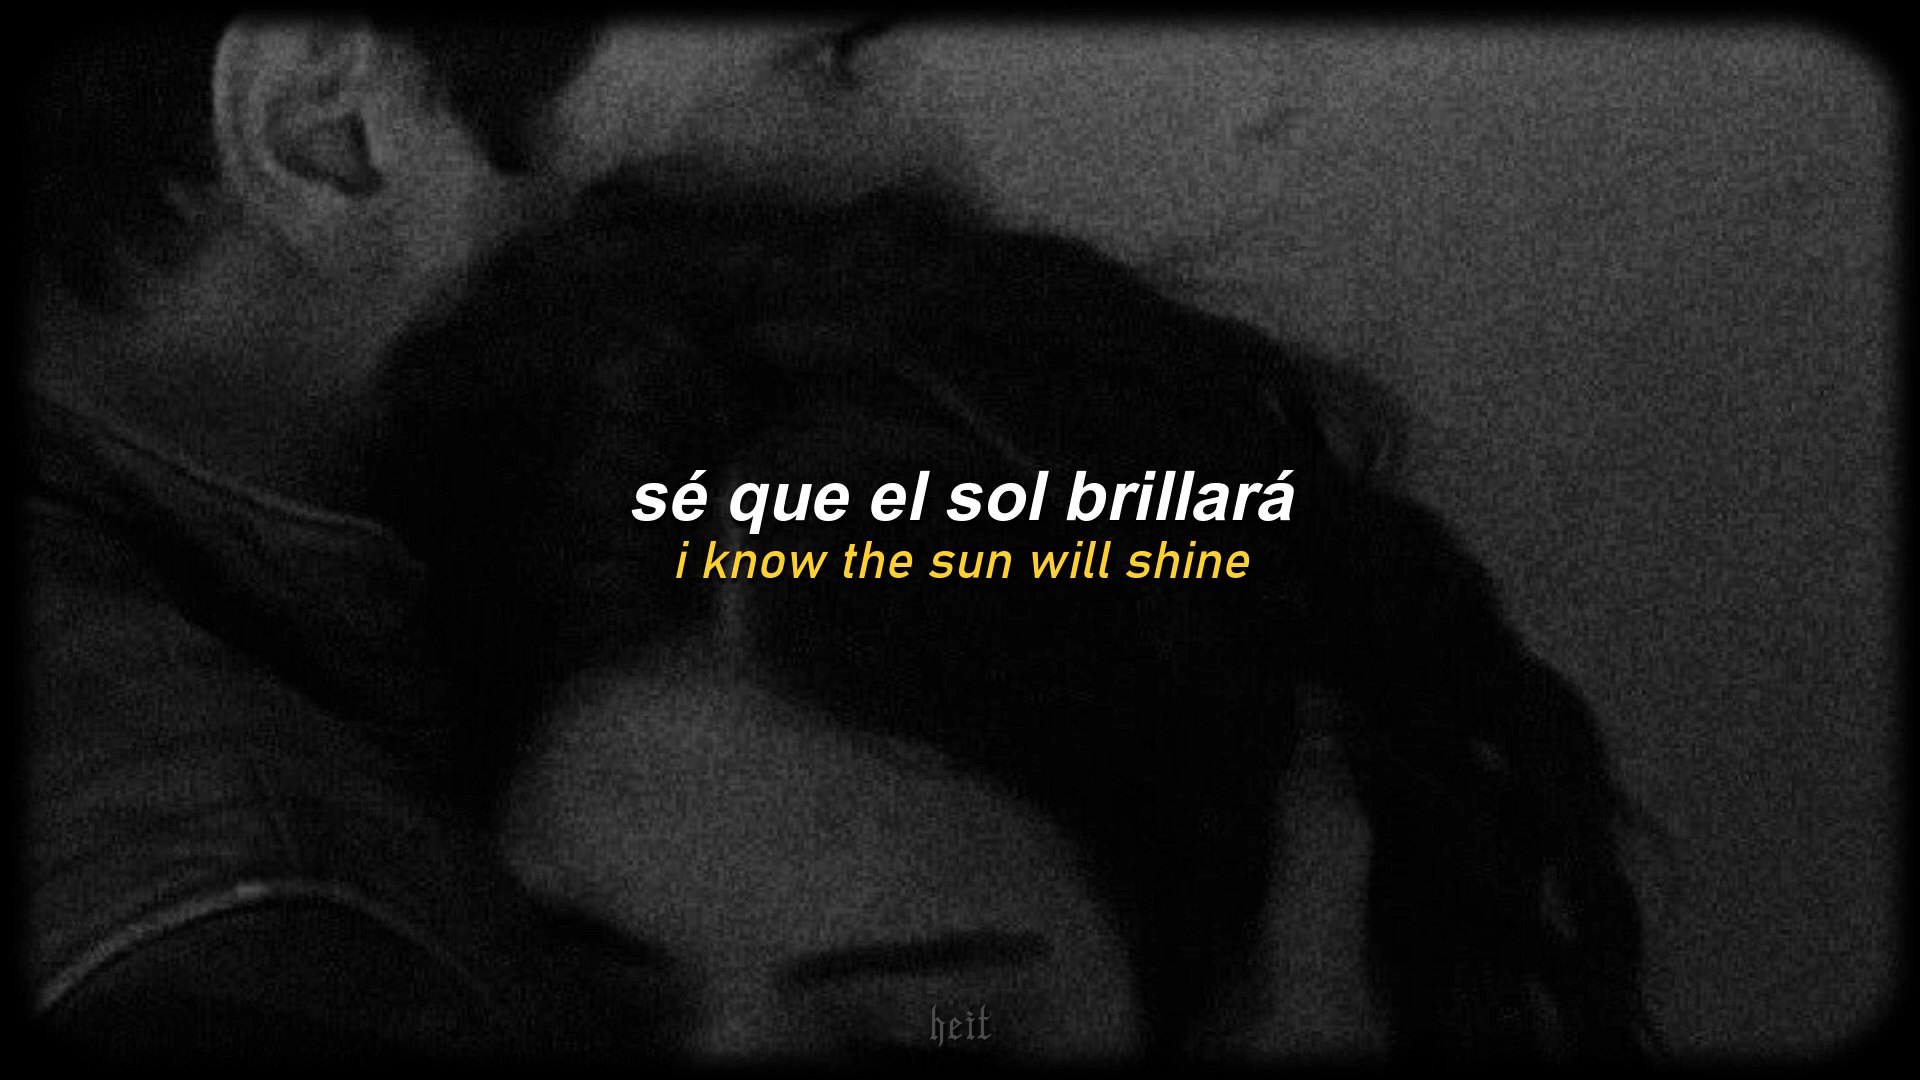 sé que el sol brillará
i know the sun will shine
heit